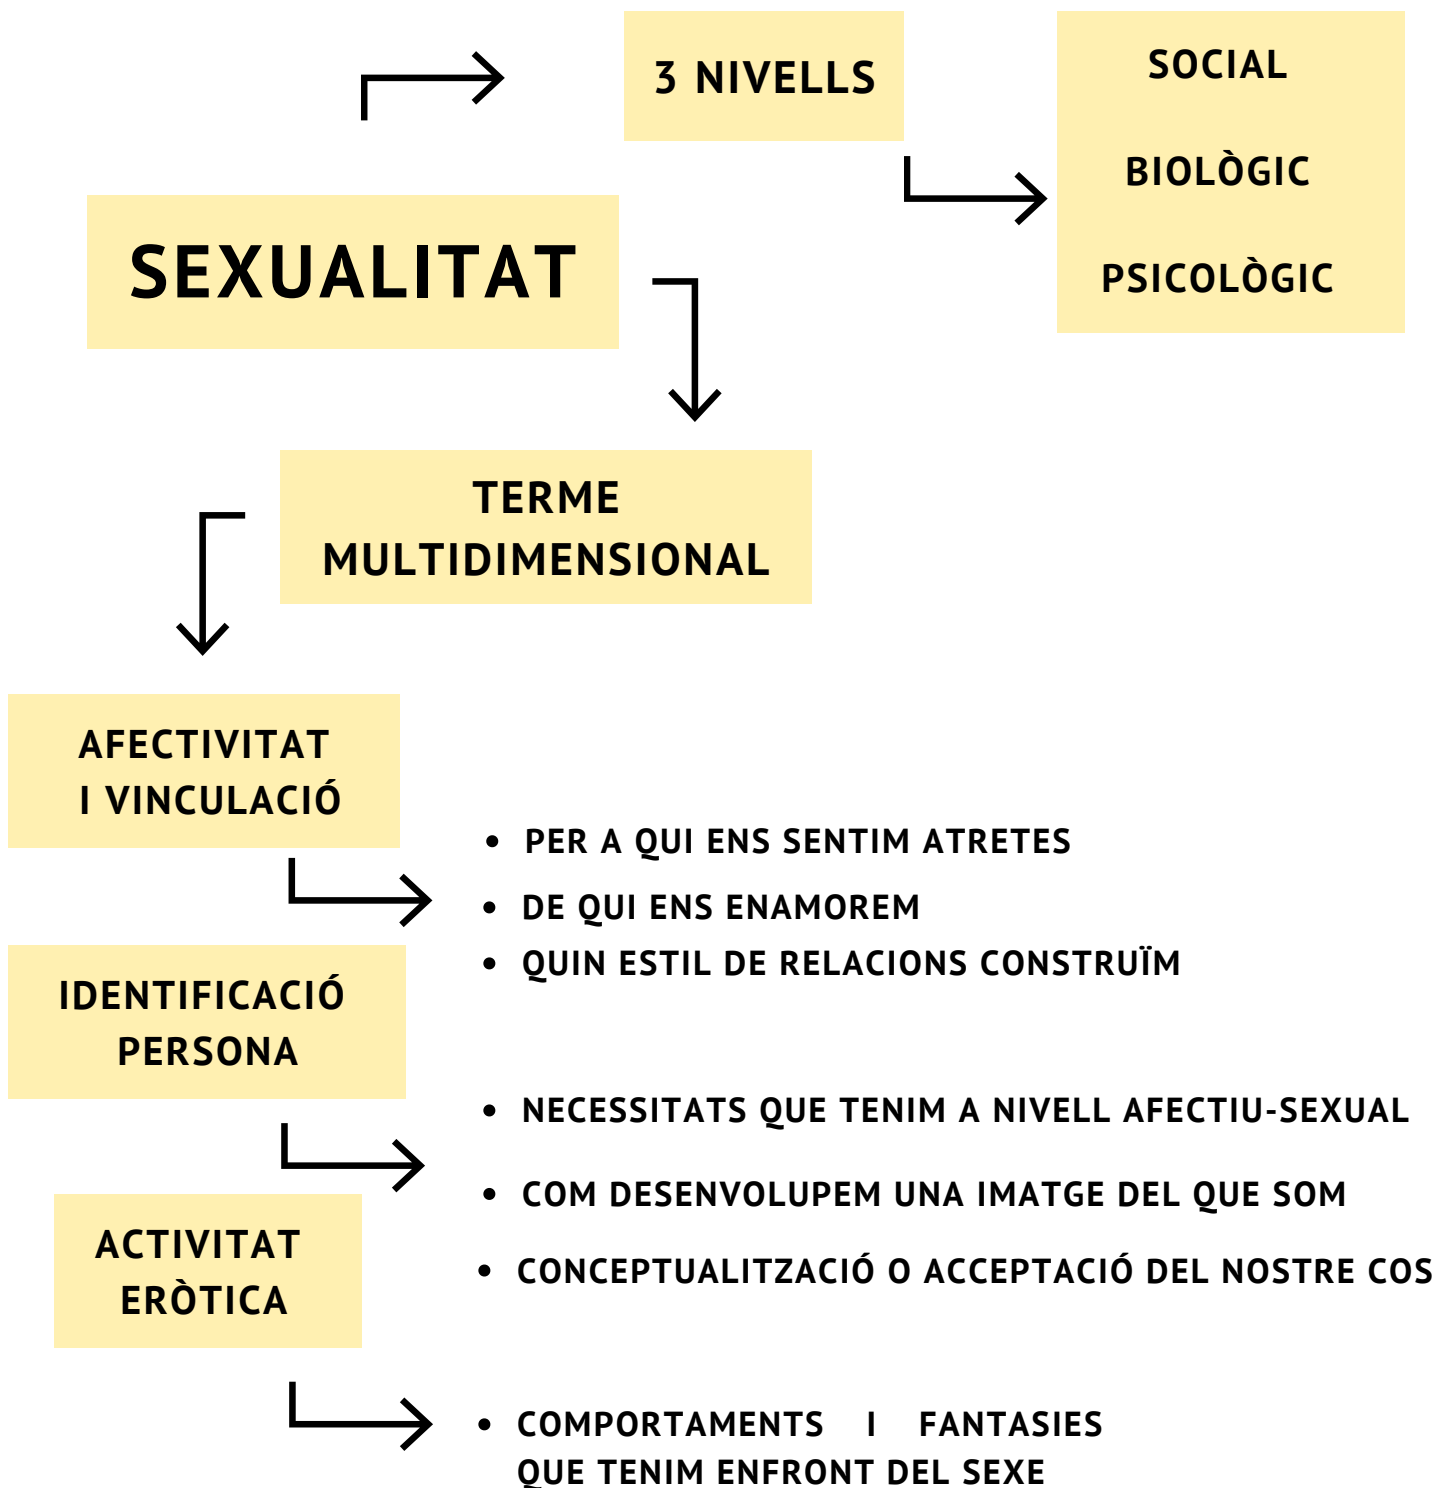 3 NIVELLS
SOCIAL
BIOLÒGIC
PSICOLÒGIC
SEXUALITAT
TERME
MULTIDIMENSIONAL
AFECTIVITAT
I VINCULACIÓ
• PER A QUI ENS SENTIM ATRETES
• DE QUI ENS ENAMOREM
• QUIN ESTIL DE RELACIONS CONSTRUÏM
IDENTIFICACIÓ
PERSONA
• NECESSITATS QUE TENIM A NIVELL AFECTIU-SEXUAL
• COM DESENVOLUPEM UNA IMATGE DEL QUE SOM
• CONCEPTUALITZACIÓ O ACCEPTACIÓ DEL NOSTRE COS
ACTIVITAT
ERÒTICA
• COMPORTAMENTS I FANTASIES
QUE TENIM ENFRONT DEL SEXE